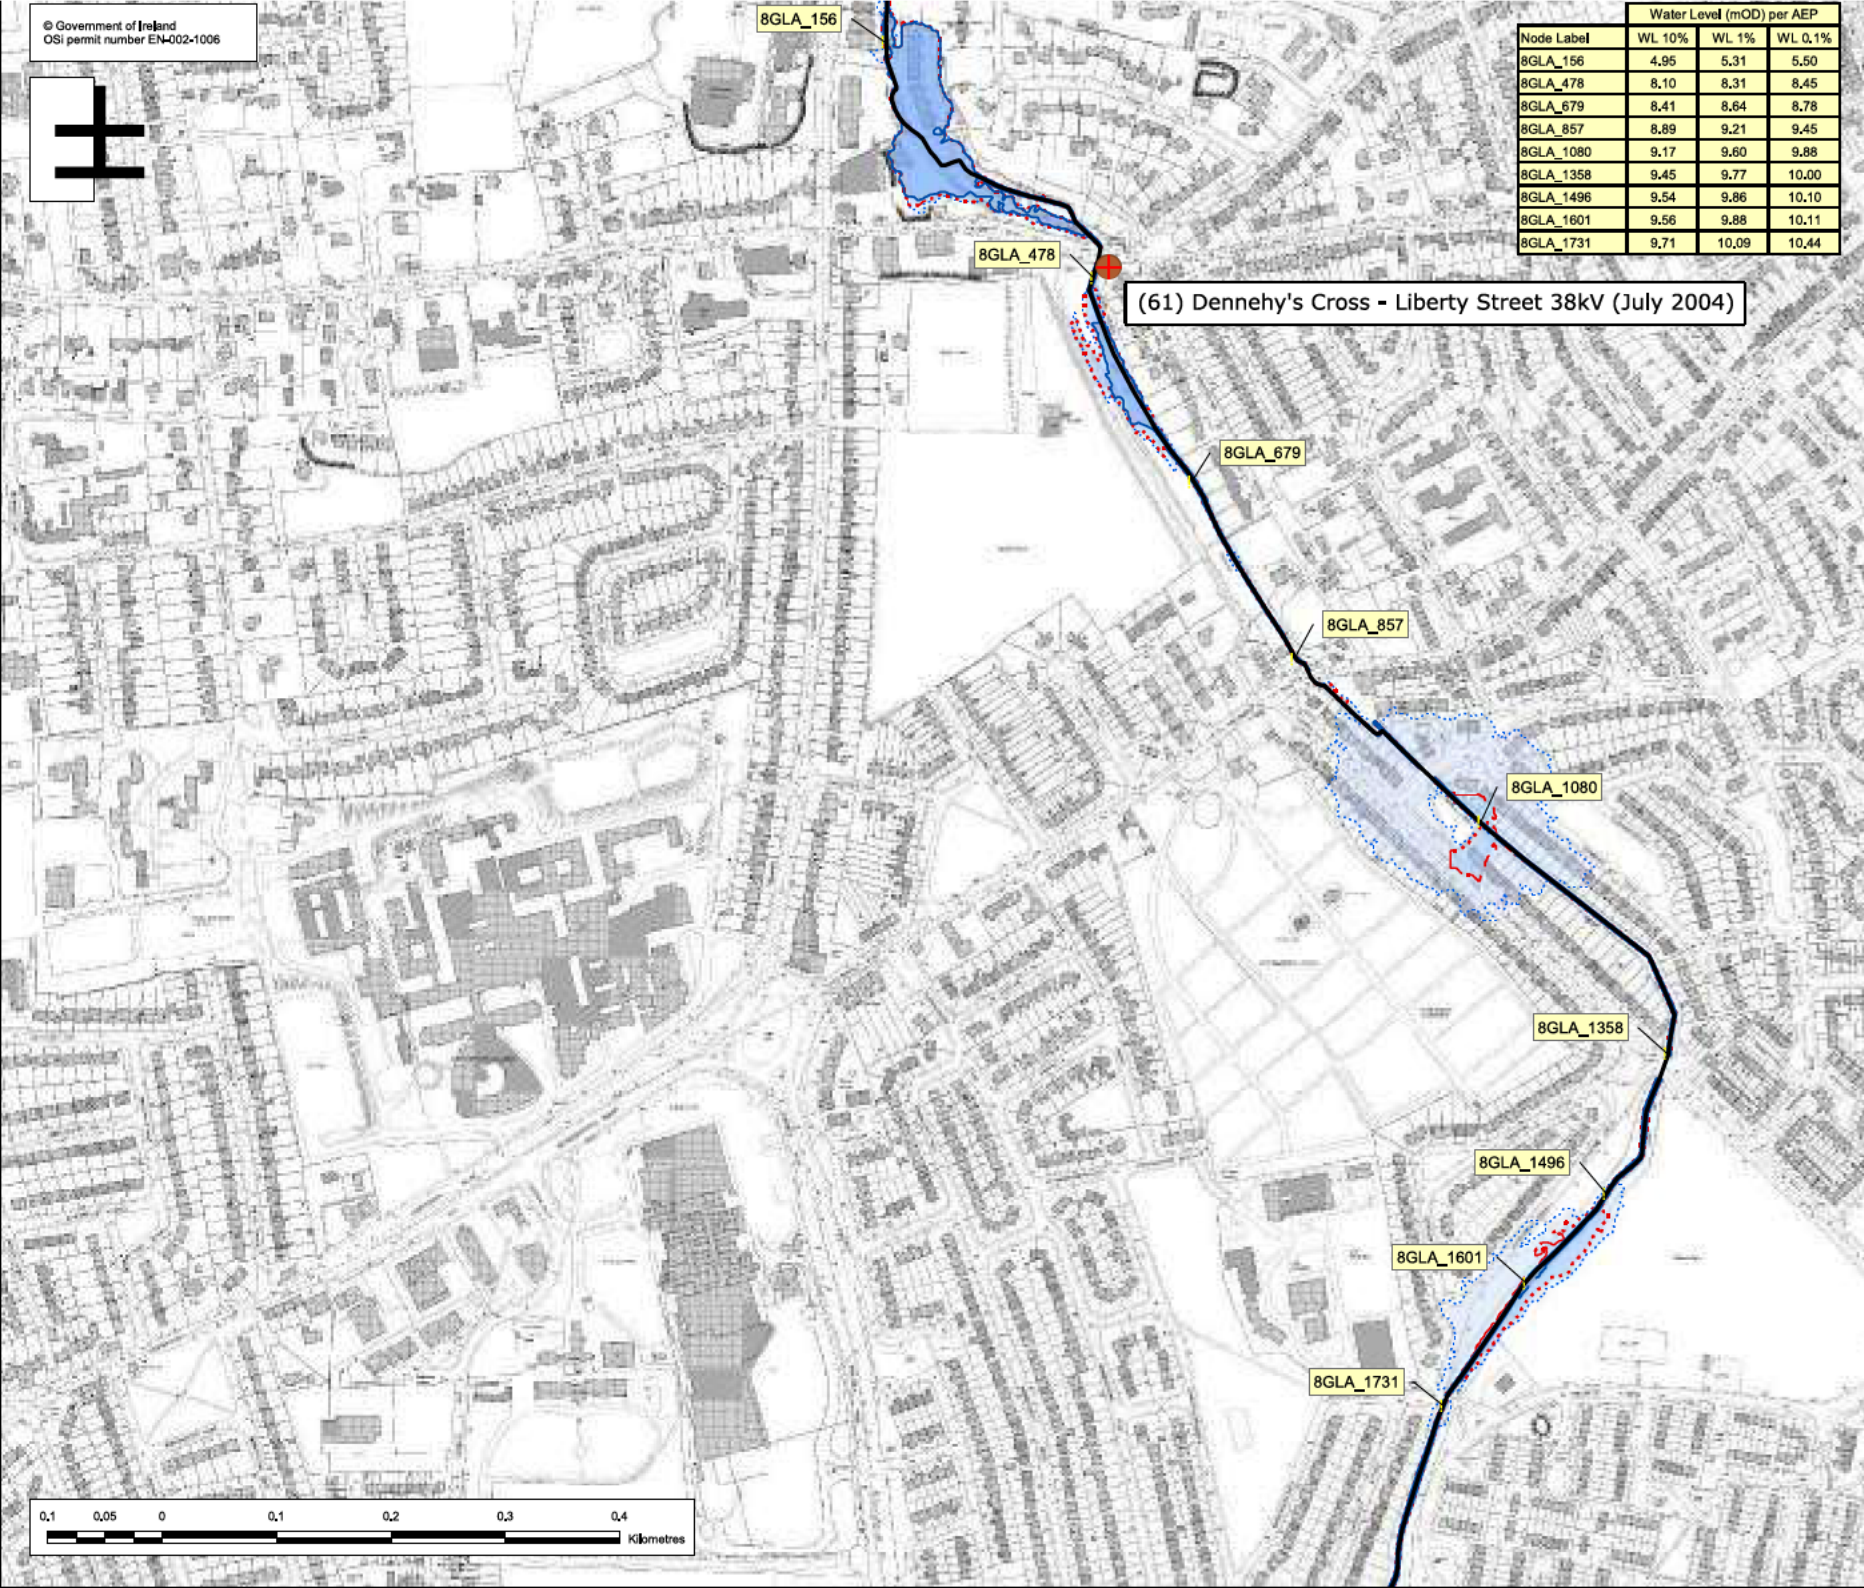 © Government of Ireland
OSi permit number EN-002-1006
8GLA_156
Water Level (mOD) per AEP
Node Label WL 10% WL 1% WL 0.1%
8GLA_156 4.95 5.31 5.50
8GLA_478 8.10 8.31 8.45
8GLA_679 8.41 8.64 8.78
8GLA_857 8.89 9.21 9.45
8GLA_1080 9.17 9.60 9.88
8GLA_1358 9.45 9.77 10.00
8GLA_1496 9.54 9.86 10.10
8GLA_1601 9.56 9.88 10.11
8GLA_1731 9.71 10.09 10.44
8GLA_478
(61) Dennehy's Cross - Liberty Street 38kV (July 2004)
8GLA_679
8GLA_857
8GLA_1080
8GLA_1358
8GLA_1496
8GLA_1601
8GLA_1731
0.1 0.05 0 0.1 0.2 0.3 0.4
Kilometres